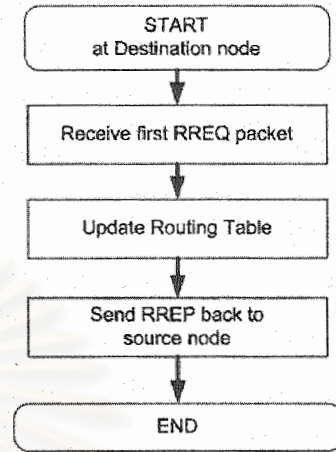 START
at Destination node
Receive first RREQ packet
Update Routing Table
Send RREP back to
source node
END